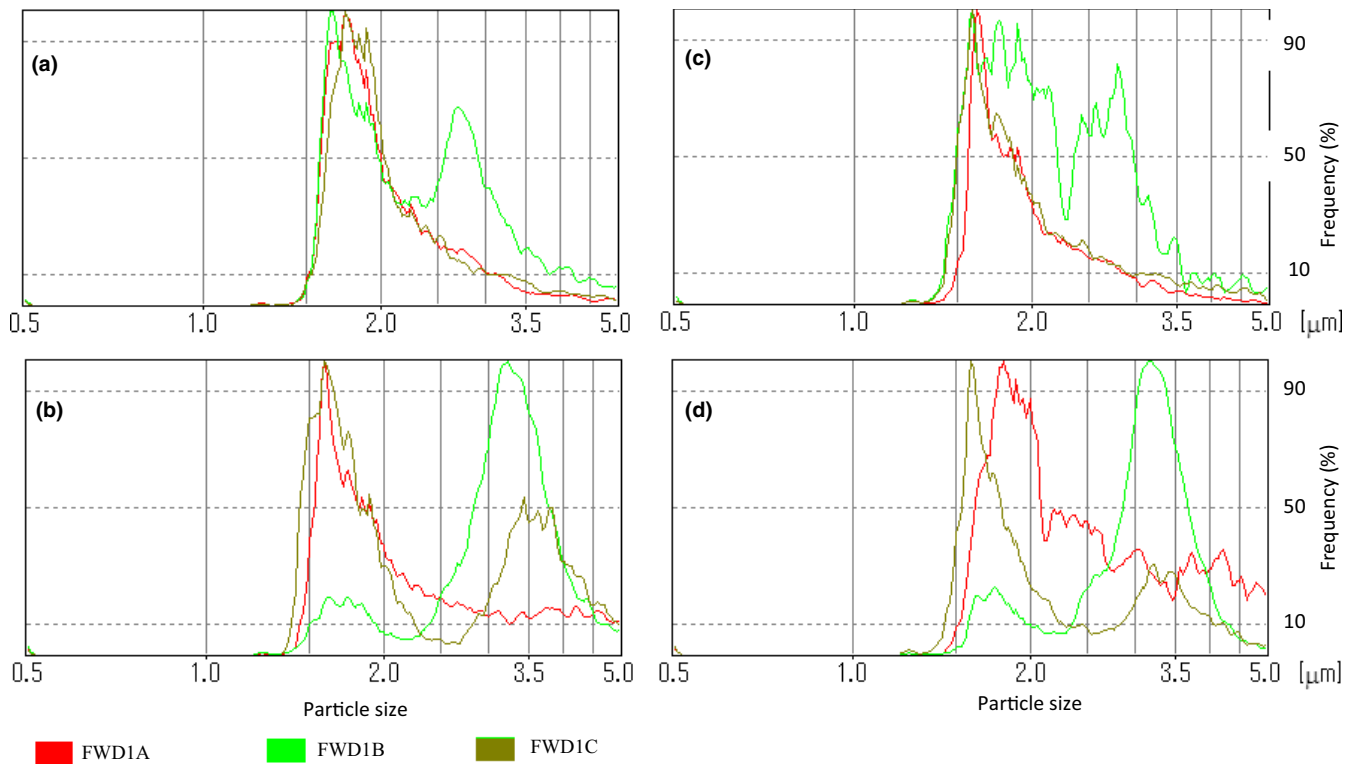 (a)
(c)
90
50
10
Frequency (%)
0.5 1.0 2.0 3.5 5.0
0.5 1.0 2.0 3.5 5.0 [μm]
(b)
(d)
90
50
10
Frequency (%)
0.5 1.0 2.0 3.5 5.0
0.5 1.0 2.0 3.5 5.0 [μm]
Particle size
Particle size
FWD1A FWD1B FWD1C